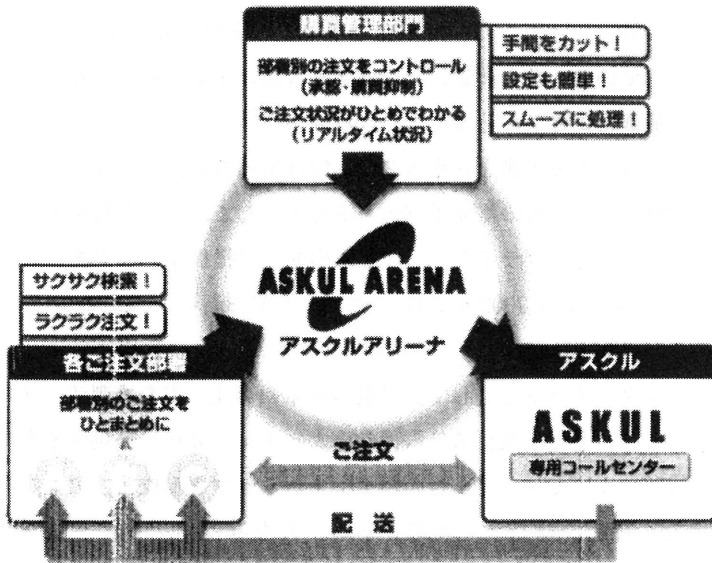 購買管理部門
部署別の注文をコントロール
(承認・購買抑制)
ご注文状況がひとめでわかる
(リアルタイム状況)
手間をカット！
設定も簡単！
スムーズに処理！
ASKUL ARENA
アスクルアリーナ
サクサク検索！
ラクラク注文！
各ご注文部署
部署別のご注文を
ひとまとめに
アスクル
ASKUL
専用コールセンター
ご注文
配送